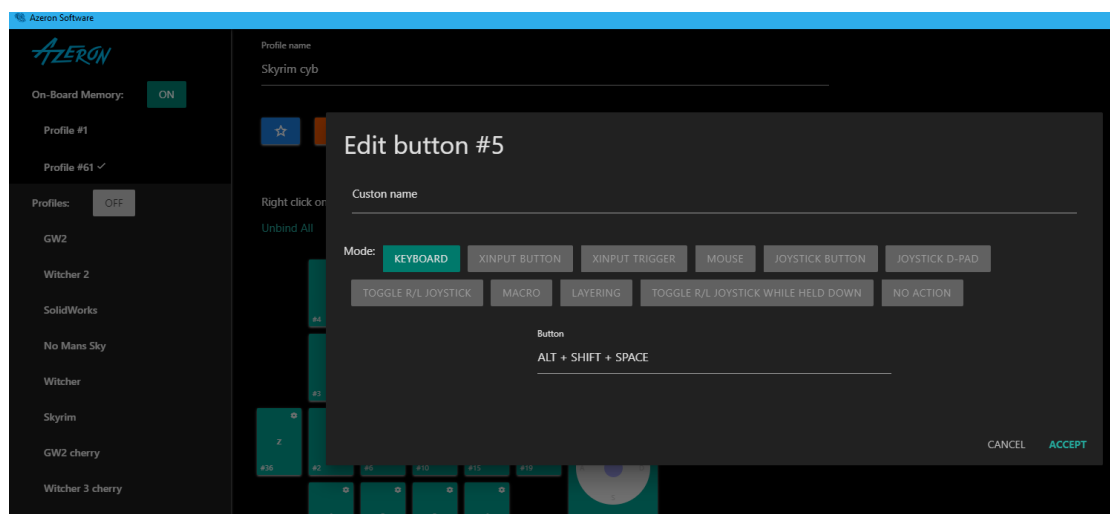 Azeron Software
AZERON
On-Board Memory: ON
Profile #1
Profile #61
Profiles: OFF
GW2
Witcher 2
SolidWorks
No Mans Sky
Witcher
Skyrim
GW2 cherry
Witcher 3 cherry
Profile name
Skyrim cyb
Right click on
Unbind All
#4
#3
Z
#36 #2 #6 #10 #15 #19
Edit button #5
Custon name
Mode: KEYBOARD XINPUT BUTTON XINPUT TRIGGER MOUSE JOYSTICK BUTTON JOYSTICK D-PAD
TOGGLE R/L JOYSTICK MACRO LAYERING TOGGLE R/L JOYSTICK WHILE HELD DOWN NO ACTION
Button
ALT + SHIFT + SPACE
CANCEL ACCEPT